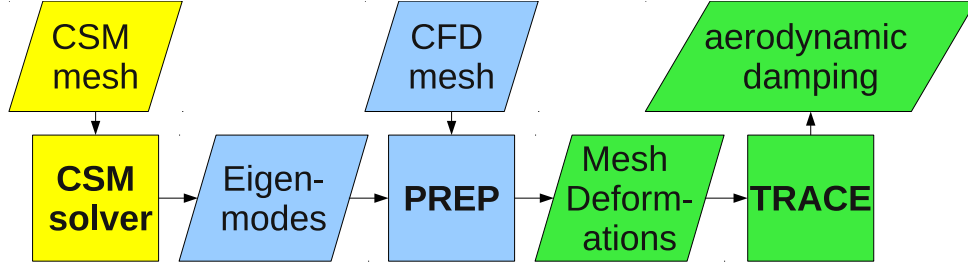 CSM
mesh
CFD
mesh
aerodynamic
damping
CSM
solver
Eigen-
modes
PREP
Mesh
Deform-
ations
TRACE